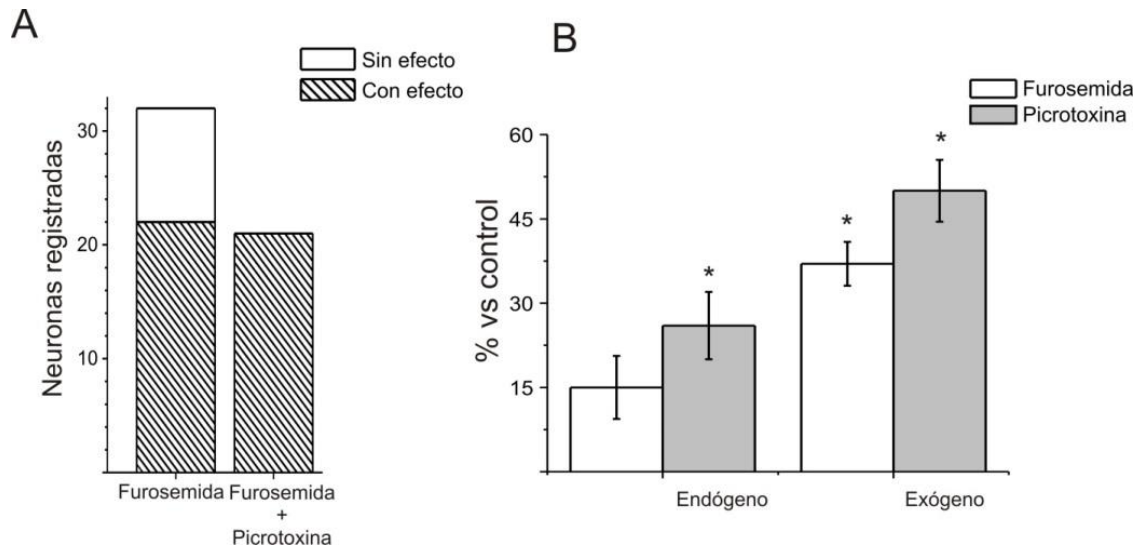 A
Sin efecto
Con efecto
Neuronas registradas
30
20
10
Furosemida
Furosemida
+
Picrotoxina
B
Furosemida
Picrotoxina
% vs control
60
45
30
15
*
*
*
Endógeno
Exógeno